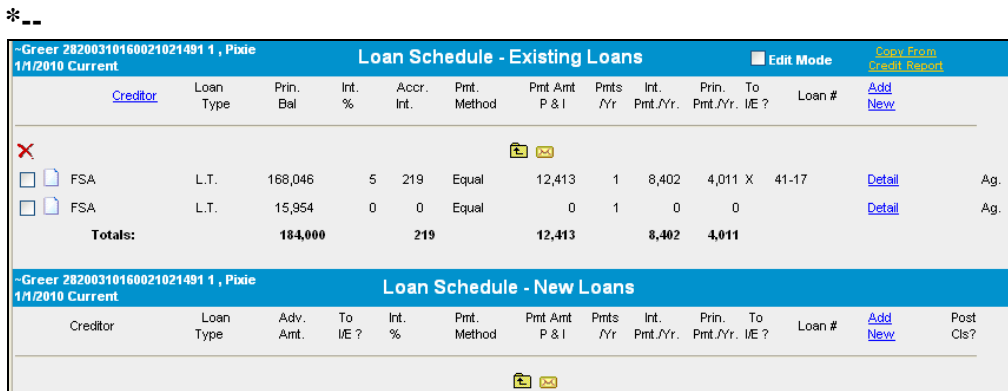 *--
~Greer 28200310160021021491 1 , Pixie
1/1/2010 Current
Loan Schedule - Existing Loans
Edit Mode
Copy From
Credit Report
Creditor Loan Type Prin. Bal Int. % Accr. Int. Pmt. Method Pmt Amt P & I Pmts /Yr Int. Pmt./Yr. Prin. Pmt./Yr. To I/E ? Loan # Add New
FSA L.T. 168,046 5 219 Equal 12,413 1 8,402 4,011 X 41-17 Detail Ag.
FSA L.T. 15,954 0 0 Equal 0 1 0 0 Detail Ag.
Totals: 184,000 219 12,413 8,402 4,011
~Greer 28200310160021021491 1 , Pixie
1/1/2010 Current
Loan Schedule - New Loans
Creditor Loan Type Adv. Amt. To I/E ? Int. % Pmt. Method Pmt Amt P & I Pmts /Yr Int. Pmt./Yr. Prin. Pmt./Yr. To I/E ? Loan # Add New Post Cls?